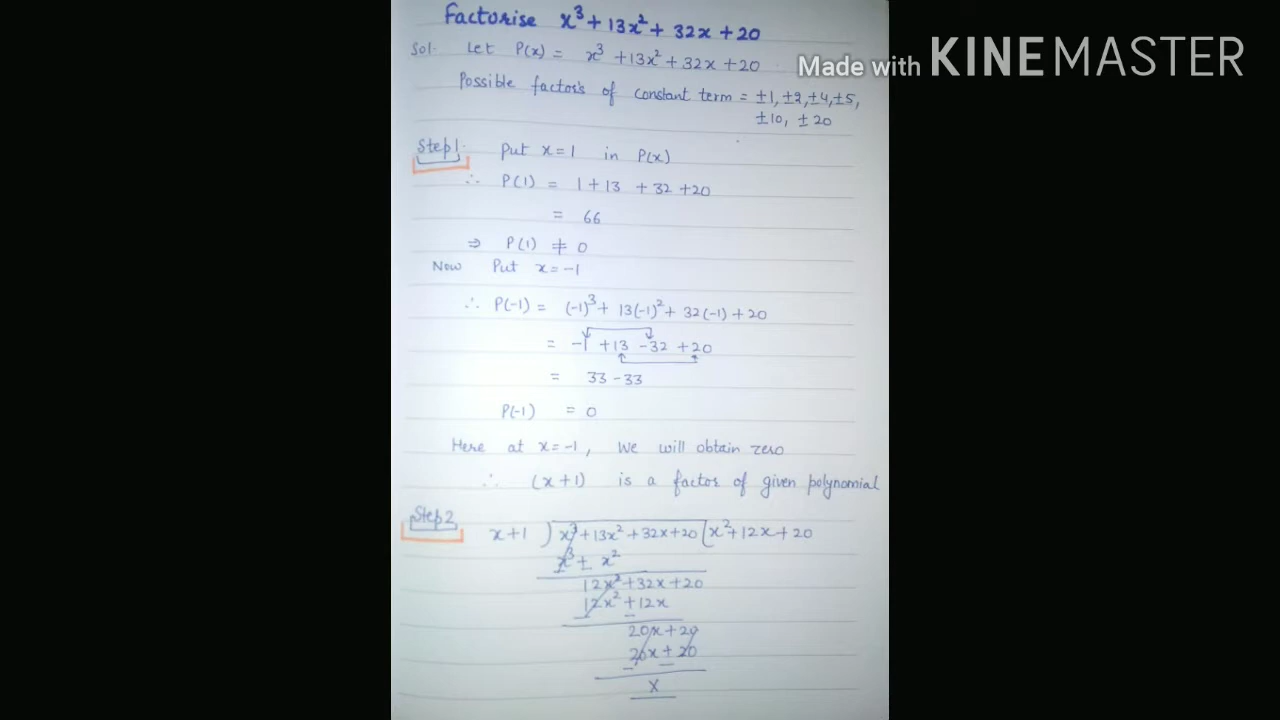 Factorise x³ + 13x² + 32x + 20
Sol. Let P(x) = x³ + 13x² + 32x + 20
Made with KINEMASTER
Possible factor's of constant term = ±1, ±2, ±4, ±5,
±10, ±20
Step 1. Put x = 1 in P(x)
∴ P(1) = 1 + 13 + 32 + 20
= 66
⇒ P(1) ≠ 0
Now Put x = -1
∴ P(-1) = (-1)³ + 13(-1)² + 32(-1) + 20
= -1 + 13 - 32 + 20
= 33 - 33
P(-1) = 0
Here at x = -1, We will obtain zero
∴ (x+1) is a factor of given polynomial
Step 2
x+1 ) x³ + 13x² + 32x + 20 ( x² + 12x + 20
x³ ± x²
12x² + 32x + 20
12x² + 12x
20x + 20
20x + 20
x